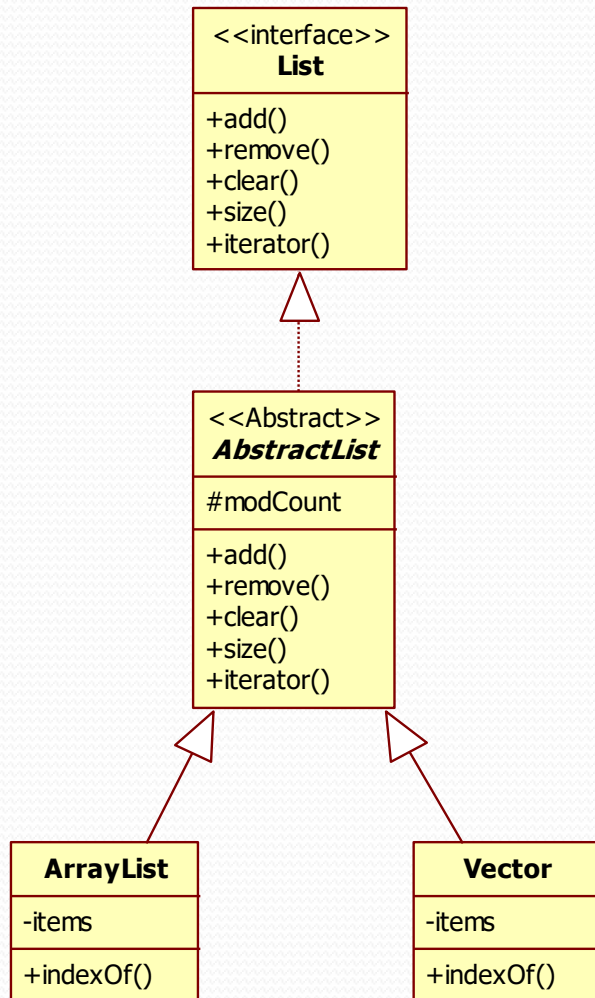 <<interface>>
List
+add()
+remove()
+clear()
+size()
+iterator()
<<Abstract>>
AbstractList
#modCount
+add()
+remove()
+clear()
+size()
+iterator()
ArrayList
-items
+indexOf()
Vector
-items
+indexOf()